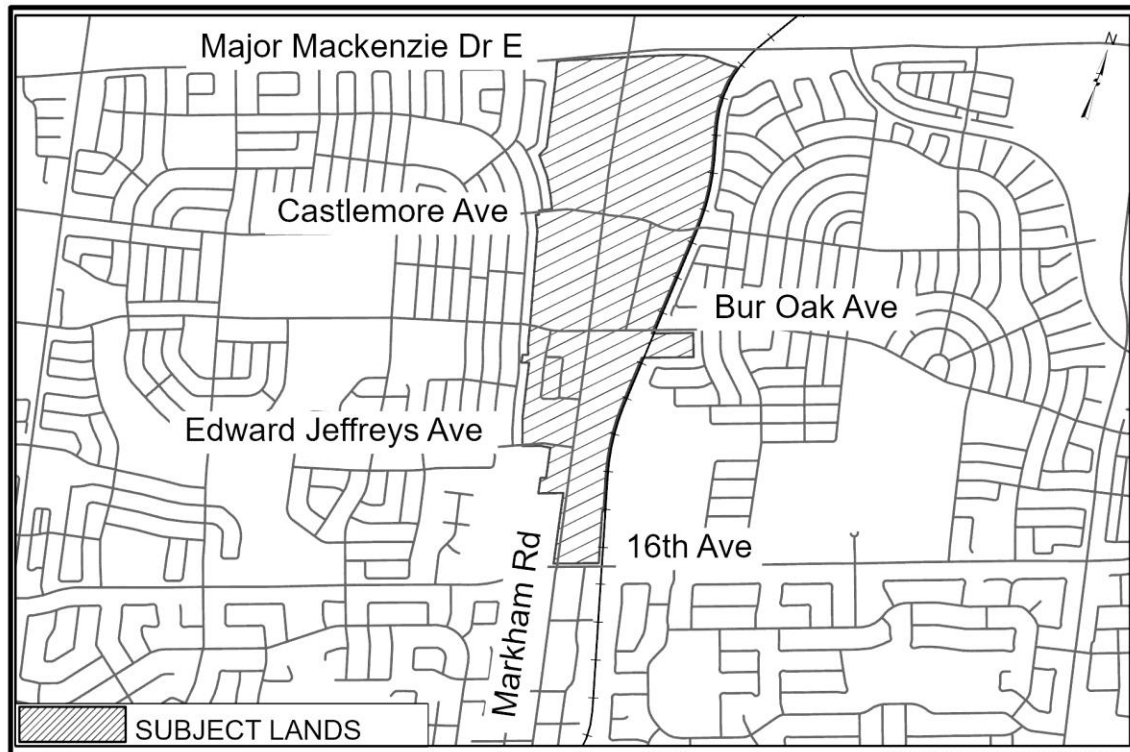 Major Mackenzie Dr E
N
Castlemore Ave
Bur Oak Ave
Edward Jeffreys Ave
16th Ave
Markham Rd
SUBJECT LANDS